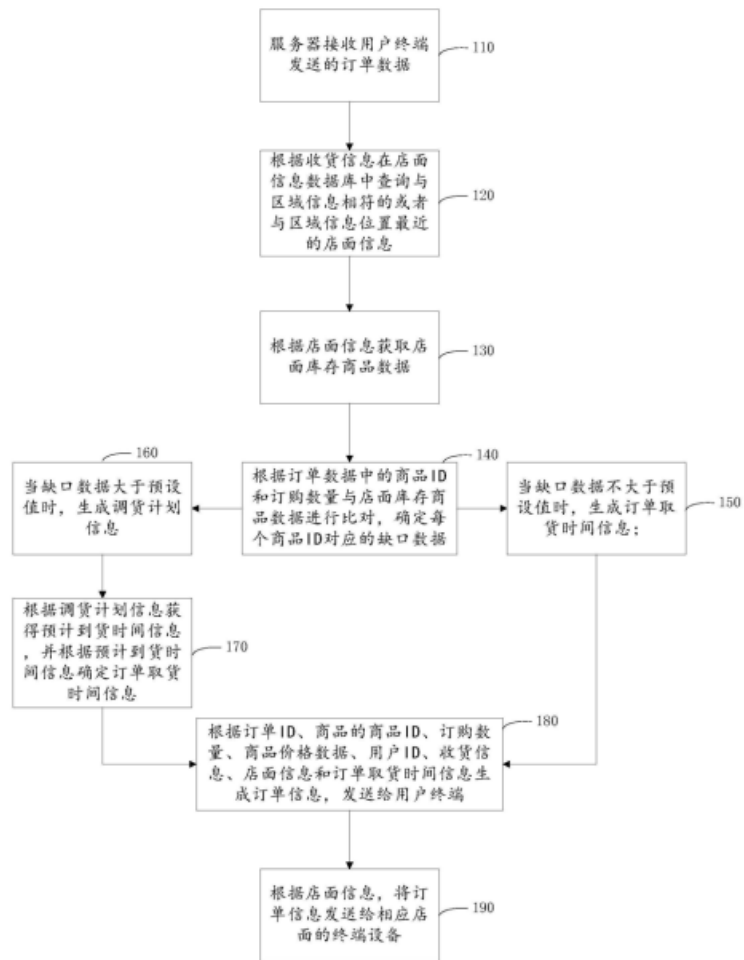 服务器接收用户终端
发送的订单数据
110
根据收货信息在店面
信息数据库中查询与
区域信息相符的或者
与区域信息位置最近
的店面信息
120
根据店面信息获取店
面库存商品数据
130
160
当缺口数据大于预设
值时，生成调货计划
信息
140
根据订单数据中的商品ID
和订购数量与店面库存商
品数据进行比对，确定每
个商品ID对应的缺口数据
当缺口数据不大于预
设值时，生成订单取
货时间信息；
150
根据调货计划信息获
得预计到货时间信息
，并根据预计到货时
间信息确定订单取货
时间信息
170
180
根据订单ID、商品的商品ID、订购数
量、商品价格数据、用户ID、收货信
息、店面信息和订单取货时间信息生
成订单信息，发送给用户终端
根据店面信息，将订
单信息发送给相应店
面的终端设备
190